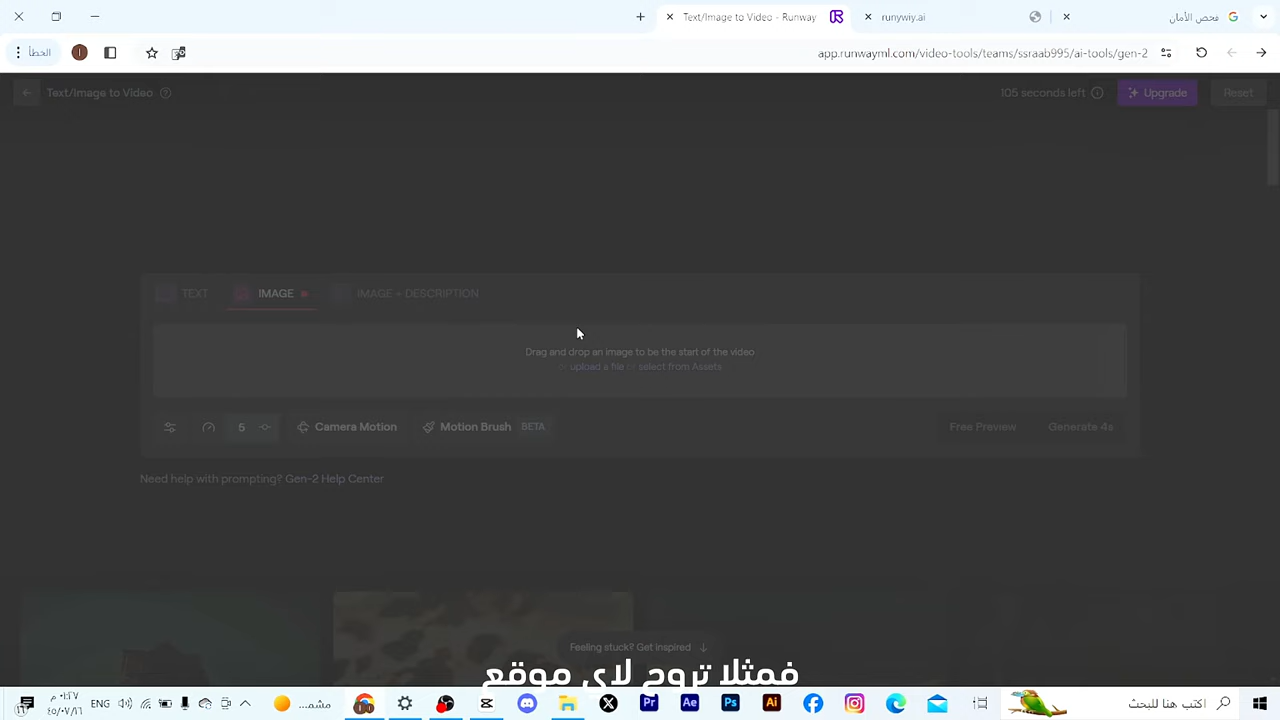 Text/Image to Video - Runway
runywiy.ai
فحص الأمان
الخطأ
app.runwayml.com/video-tools/teams/ssraab995/ai-tools/gen-2
Text/Image to Video
105 seconds left
Upgrade
Reset
TEXT
IMAGE
IMAGE + DESCRIPTION
Drag and drop an image to be the start of the video
or upload a file or select from Assets
5
Camera Motion
Motion Brush BETA
Free Preview
Generate 4s
Need help with prompting? Gen-2 Help Center
Feeling stuck? Get inspired ↓
فمثلا تروح لاي موقع
ENG
مشمـ...
اكتب هنا للبحث